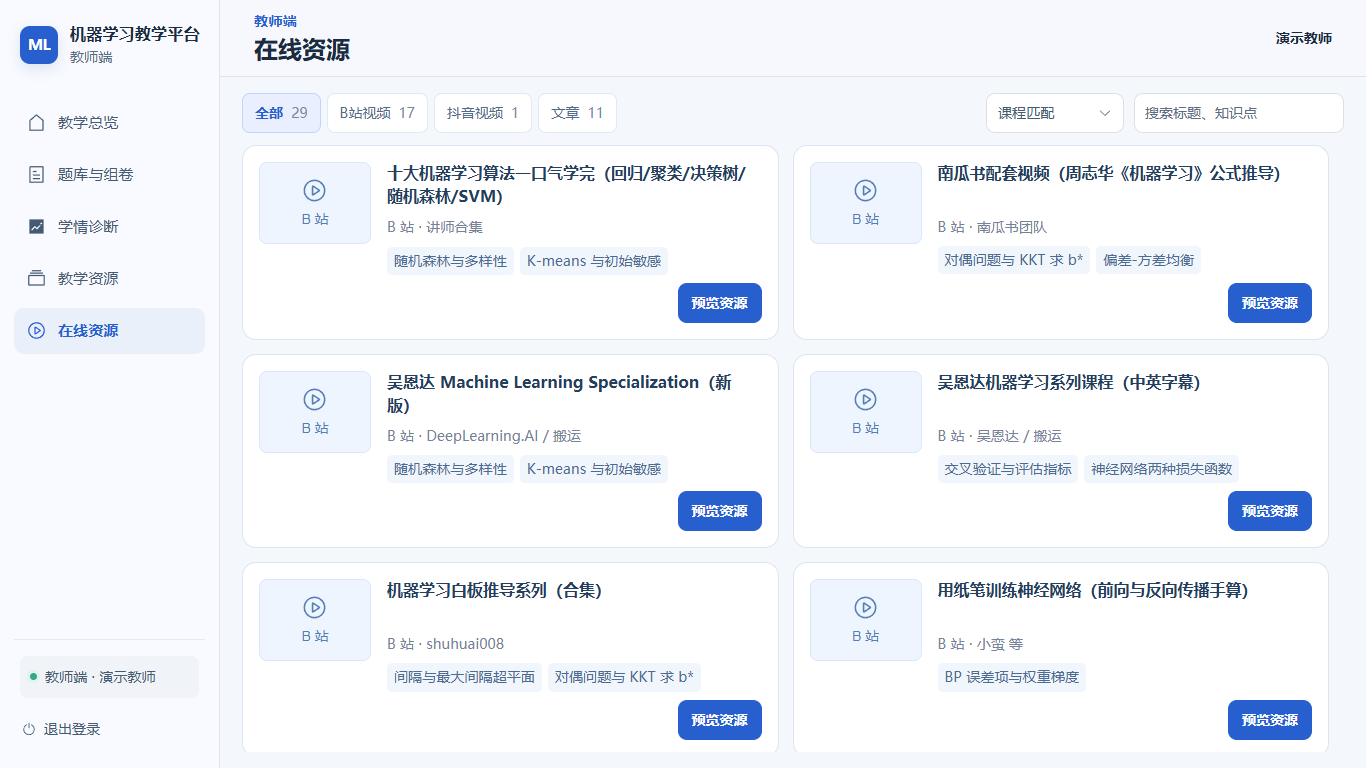 ML
机器学习教学平台
教师端
教学总览
题库与组卷
学情诊断
教学资源
在线资源
教师端 · 演示教师
退出登录
教师端
在线资源
演示教师
全部 29
B站视频 17
抖音视频 1
文章 11
课程匹配
搜索标题、知识点
B 站
十大机器学习算法一口气学完（回归/聚类/决策树/
随机森林/SVM）
B 站 · 讲师合集
随机森林与多样性
K-means 与初始敏感
预览资源
B 站
南瓜书配套视频（周志华《机器学习》公式推导）
B 站 · 南瓜书团队
对偶问题与 KKT 求 b*
偏差-方差均衡
预览资源
B 站
吴恩达 Machine Learning Specialization（新
版）
B 站 · DeepLearning.AI / 搬运
随机森林与多样性
K-means 与初始敏感
预览资源
B 站
吴恩达机器学习系列课程（中英字幕）
B 站 · 吴恩达 / 搬运
交叉验证与评估指标
神经网络两种损失函数
预览资源
B 站
机器学习白板推导系列（合集）
B 站 · shuhuai008
间隔与最大间隔超平面
对偶问题与 KKT 求 b*
预览资源
B 站
用纸笔训练神经网络（前向与反向传播手算）
B 站 · 小蛮 等
BP 误差项与权重梯度
预览资源